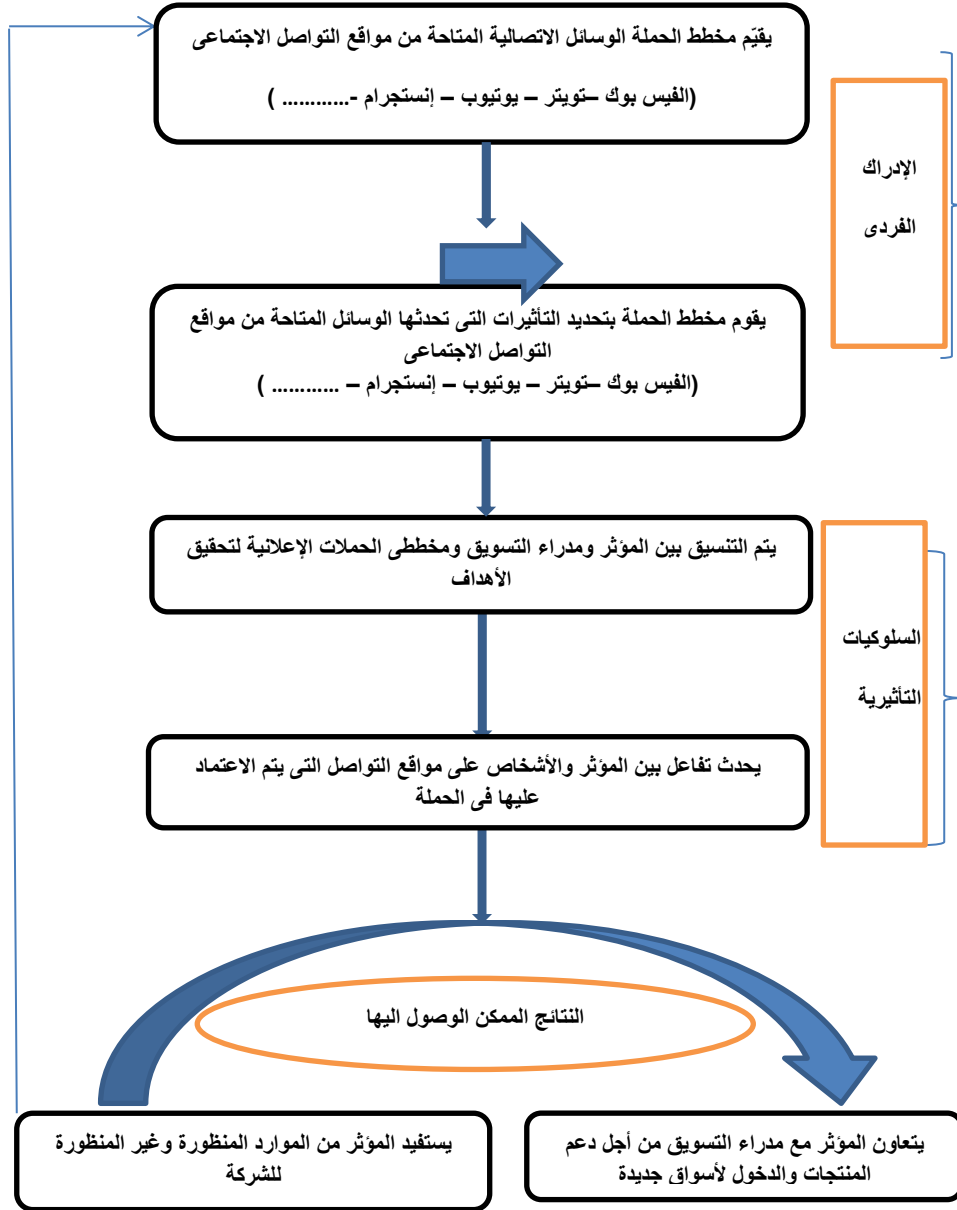 يقيّم مخطط الحملة الوسائل الاتصالية المتاحة من مواقع التواصل الاجتماعى
(الفيس بوك –تويتر – يوتيوب – إنستجرام -............ )
الإدراك
الفردى
يقوم مخطط الحملة بتحديد التأثيرات التى تحدثها الوسائل المتاحة من مواقع
التواصل الاجتماعى
(الفيس بوك –تويتر – يوتيوب – إنستجرام – ............ )
يتم التنسيق بين المؤثر ومدراء التسويق ومخططى الحملات الإعلانية لتحقيق
الأهداف
السلوكيات
التأثيرية
يحدث تفاعل بين المؤثر والأشخاص على مواقع التواصل التى يتم الاعتماد
عليها فى الحملة
النتائج الممكن الوصول اليها
يتعاون المؤثر مع مدراء التسويق من أجل دعم
المنتجات والدخول لأسواق جديدة
يستفيد المؤثر من الموارد المنظورة وغير المنظورة
للشركة